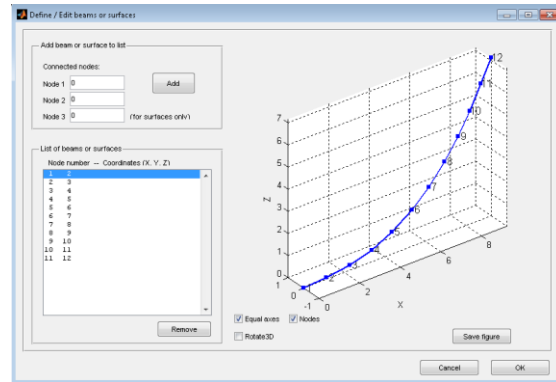 Define / Edit beams or surfaces
Add beam or surface to list
Connected nodes:
Node 1 0
Add
Node 2 0
Node 3 0 (for surfaces only)
List of beams or surfaces
Node number -- Coordinates (X, Y, Z)
1 2
2 3
3 4
4 5
5 6
6 7
7 8
8 9
9 10
10 11
11 12
Remove
7
6
5
4
3
2
1
0
Z
1
0
-1
0
2
4
6
8
X
1
2
3
4
5
6
7
8
9
10
11
12
Equal axes
Nodes
Rotate3D
Save figure
Cancel
OK